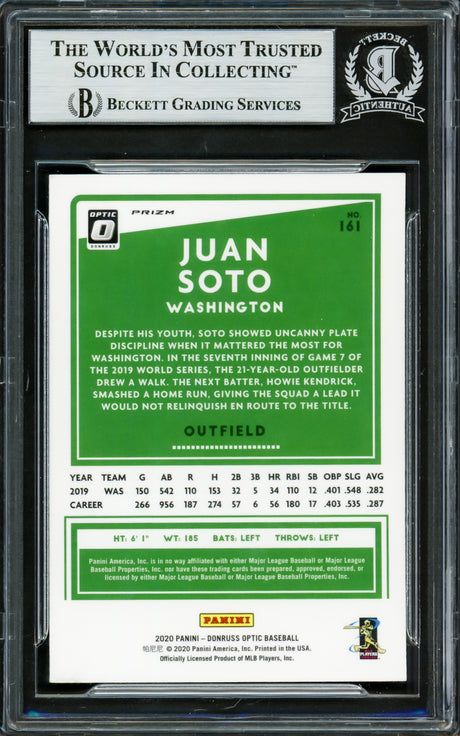 THE WORLD'S MOST TRUSTED
SOURCE IN COLLECTING™
B BECKETT GRADING SERVICES
BECKETT
B
AUTHENTIC
OPTIC
O
DONRUSS
PRIZM
NO.
161
JUAN
SOTO
WASHINGTON
DESPITE HIS YOUTH, SOTO SHOWED UNCANNY PLATE
DISCIPLINE WHEN IT MATTERED THE MOST FOR
WASHINGTON. IN THE SEVENTH INNING OF GAME 7 OF
THE 2019 WORLD SERIES, THE 21-YEAR-OLD OUTFIELDER
DREW A WALK. THE NEXT BATTER, HOWIE KENDRICK,
SMASHED A HOME RUN, GIVING THE SQUAD A LEAD IT
WOULD NOT RELINQUISH EN ROUTE TO THE TITLE.
OUTFIELD
YEAR TEAM G AB R H 2B 3B HR RBI SB OBP SLG AVG
2019 WAS 150 542 110 153 32 5 34 110 12 .401 .548 .282
CAREER 266 956 187 274 57 6 56 180 17 .403 .535 .287
HT: 6' 1" WT: 185 BATS: LEFT THROWS: LEFT
Panini America, Inc. is in no way affiliated with either Major League Baseball or Major League
Baseball Properties, Inc. nor have these trading cards been prepared, approved, endorsed, or
licensed by either Major League Baseball or Major League Baseball Properties, Inc.
PANINI
2020 PANINI – DONRUSS OPTIC BASEBALL
帕尼尼 © 2020 Panini America, Inc. Printed in the USA.
Officially Licensed Product of MLB Players, Inc.
PLAYERS